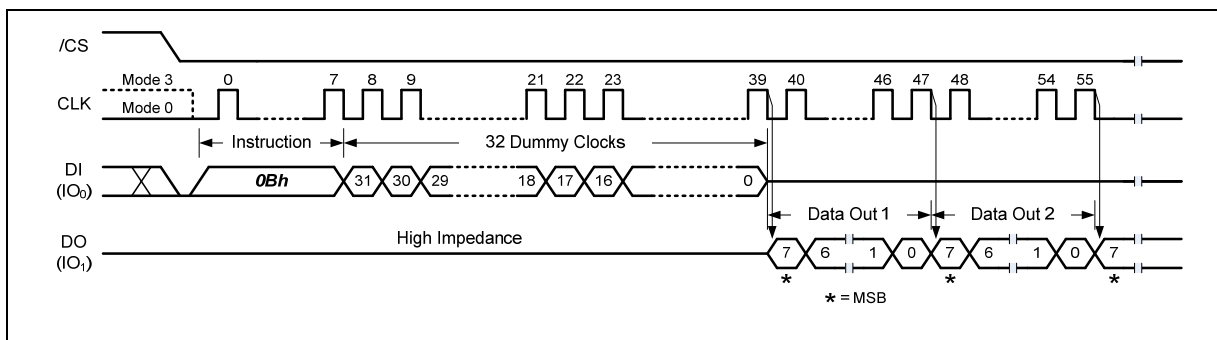 /CS
Mode 3 0 7 8 9 21 22 23 39 40 46 47 48 54 55
CLK
Mode 0
Instruction 32 Dummy Clocks
DI
(IO0)
0Bh 31 30 29 18 17 16 0
Data Out 1 Data Out 2
High Impedance
DO
(IO1)
7 6 1 0 7 6 1 0 7
* * *
* = MSB